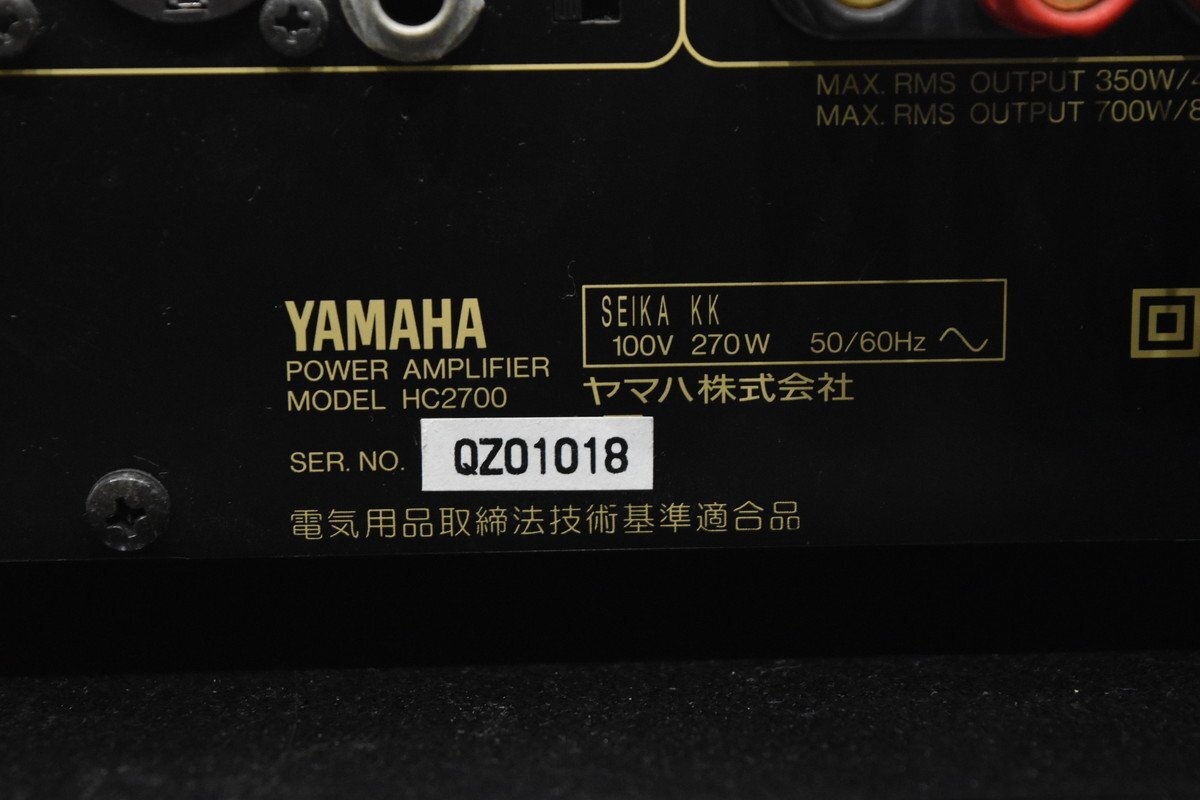 MAX. RMS OUTPUT 350W/4
MAX. RMS OUTPUT 700W/8
YAMAHA
POWER AMPLIFIER
MODEL HC2700
SEIKA KK
100V 270W 50/60Hz
ヤマハ株式会社
SER. NO. QZ01018
電気用品取締法技術基準適合品